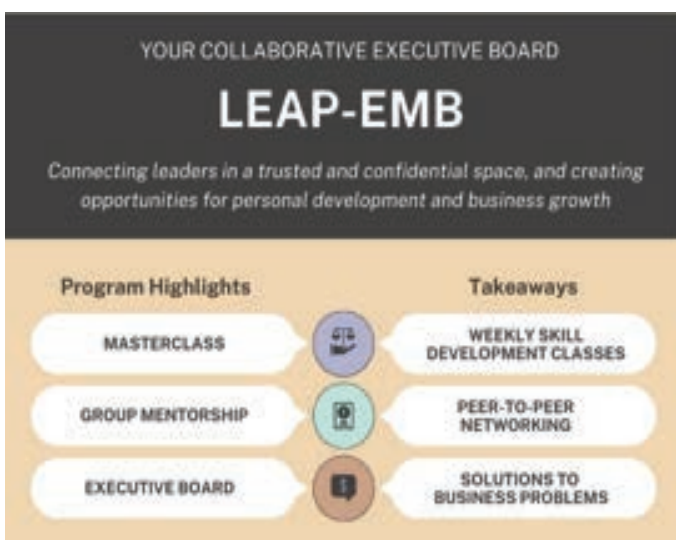 YOUR COLLABORATIVE EXECUTIVE BOARD
LEAP-EMB
Connecting leaders in a trusted and confidential space, and creating
opportunities for personal development and business growth
Program Highlights
Takeaways
MASTERCLASS
WEEKLY SKILL
DEVELOPMENT CLASSES
GROUP MENTORSHIP
PEER-TO-PEER
NETWORKING
EXECUTIVE BOARD
SOLUTIONS TO
BUSINESS PROBLEMS